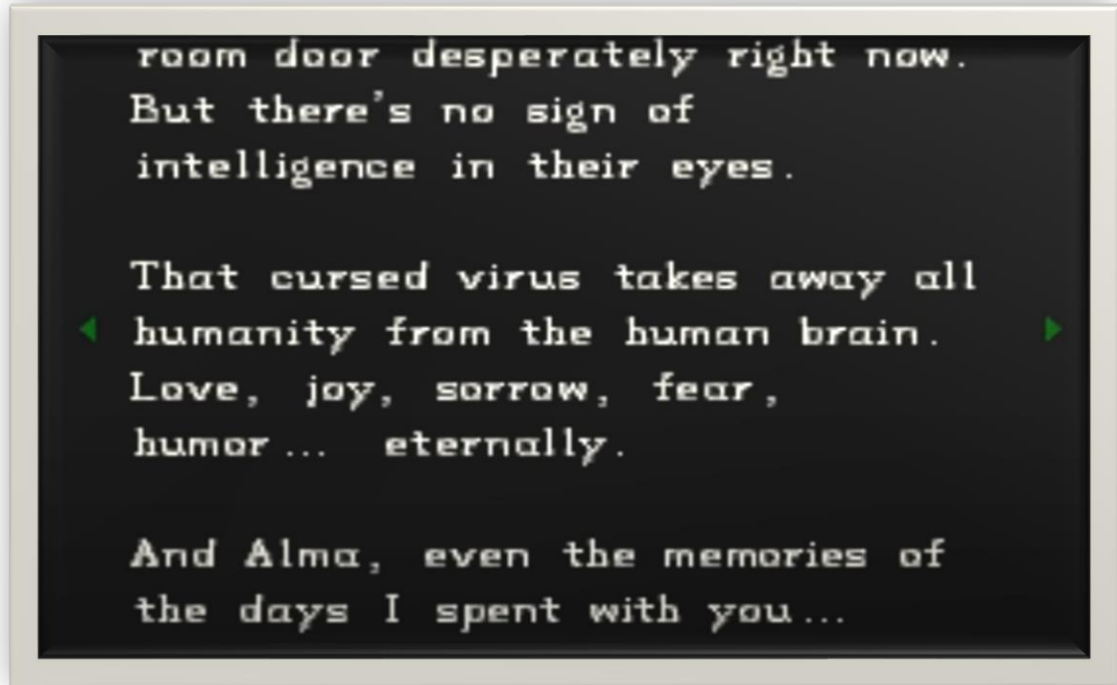 room door desperately right now.
But there's no sign of
intelligence in their eyes.
That cursed virus takes away all
humanity from the human brain.
Love, joy, sorrow, fear,
humor... eternally.
And Alma, even the memories of
the days I spent with you...